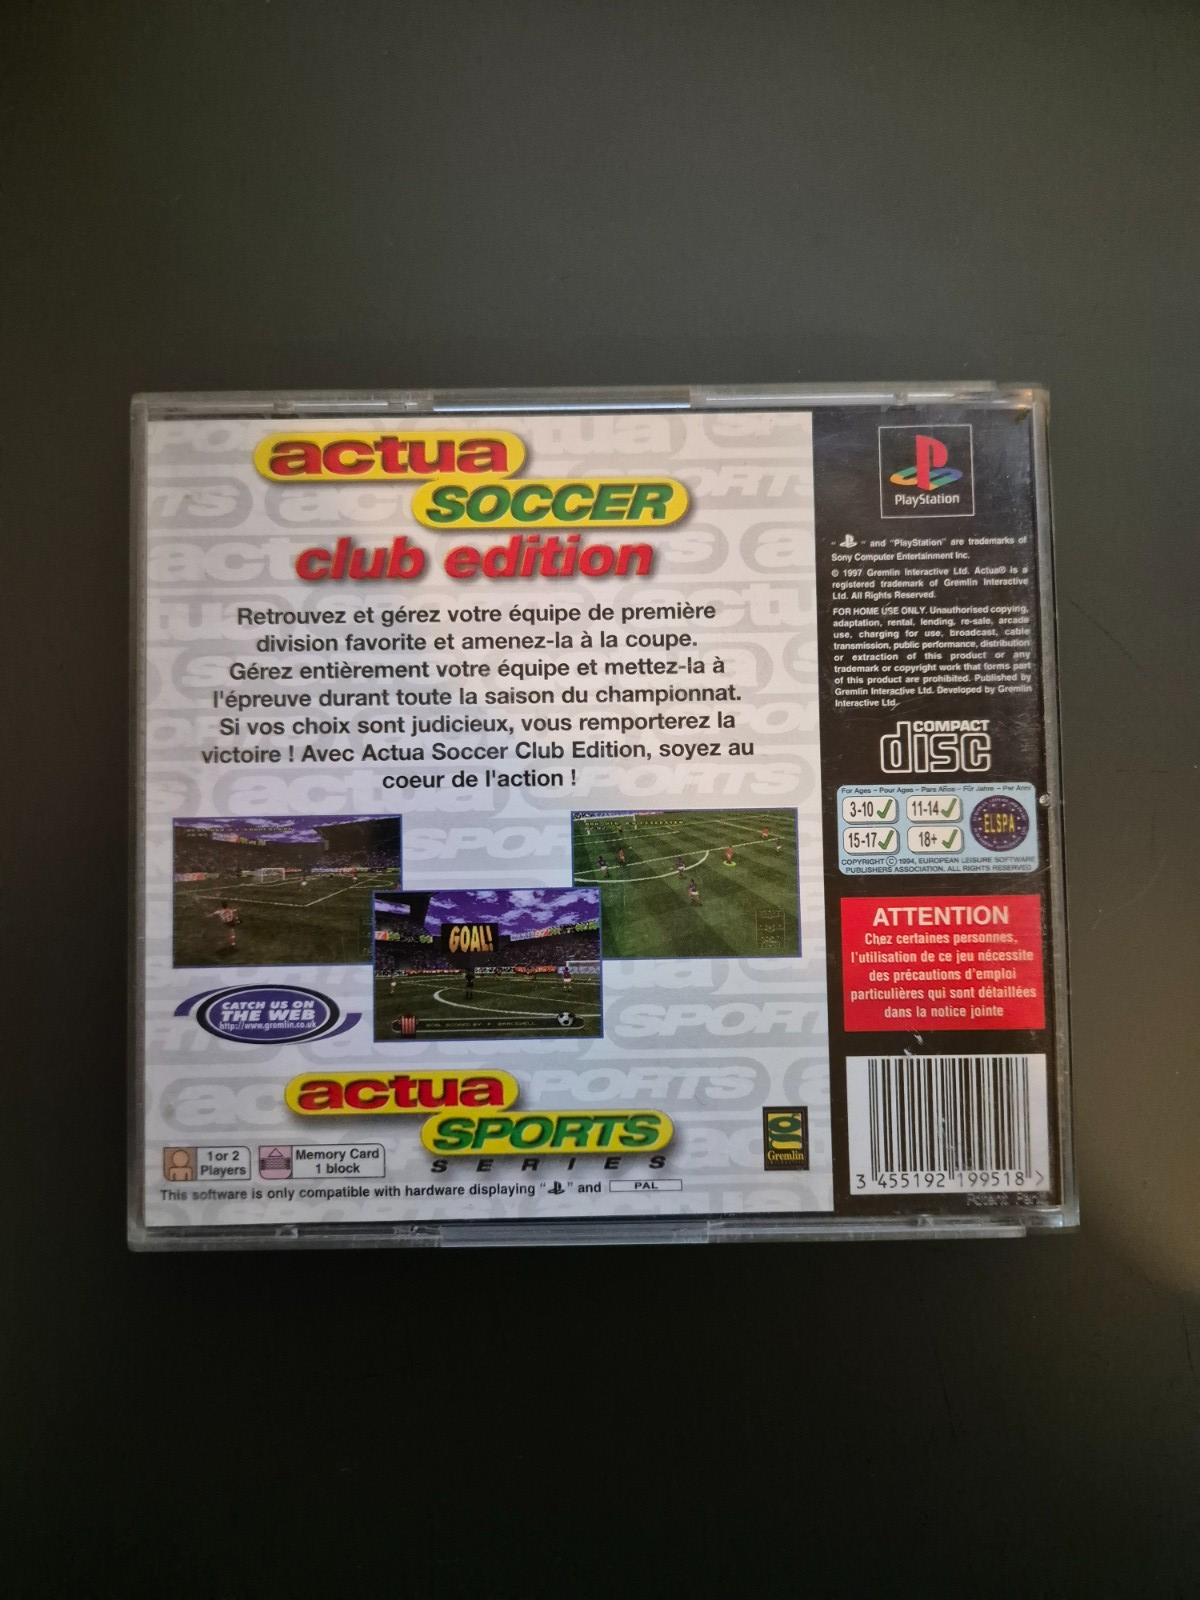 actua
SOCCER
club edition
Retrouvez et gérez votre équipe de première
division favorite et amenez-la à la coupe.
Gérez entièrement votre équipe et mettez-la à
l'épreuve durant toute la saison du championnat.
Si vos choix sont judicieux, vous remporterez la
victoire ! Avec Actua Soccer Club Edition, soyez au
coeur de l'action !
GOAL!
CATCH US ON
THE WEB
http://www.gremlin.co.uk
actua
SPORTS
SERIES
Gremlin
1 or 2
Players
Memory Card
1 block
This software is only compatible with hardware displaying " " and PAL
PlayStation
" " and "PlayStation" are trademarks of
Sony Computer Entertainment Inc.
© 1997 Gremlin Interactive Ltd. Actua® is a
registered trademark of Gremlin Interactive
Ltd. All Rights Reserved.
FOR HOME USE ONLY. Unauthorised copying,
adaptation, rental, lending, re-sale, arcade
use, charging for use, broadcast, cable
transmission, public performance, distribution
or extraction of this product or any
trademark or copyright work that forms part
of this product are prohibited. Published by
Gremlin Interactive Ltd. Developed by Gremlin
Interactive Ltd.
COMPACT
disc
For Ages – Pour Ages – Para Años – Für Jahre – Per Anni
3-10 11-14
15-17 18+
ELSPA
COPYRIGHT © 1994, EUROPEAN LEISURE SOFTWARE
PUBLISHERS ASSOCIATION. ALL RIGHTS RESERVED
ATTENTION
Chez certaines personnes,
l'utilisation de ce jeu nécessite
des précautions d'emploi
particulières qui sont détaillées
dans la notice jointe
3 455192 199518 >